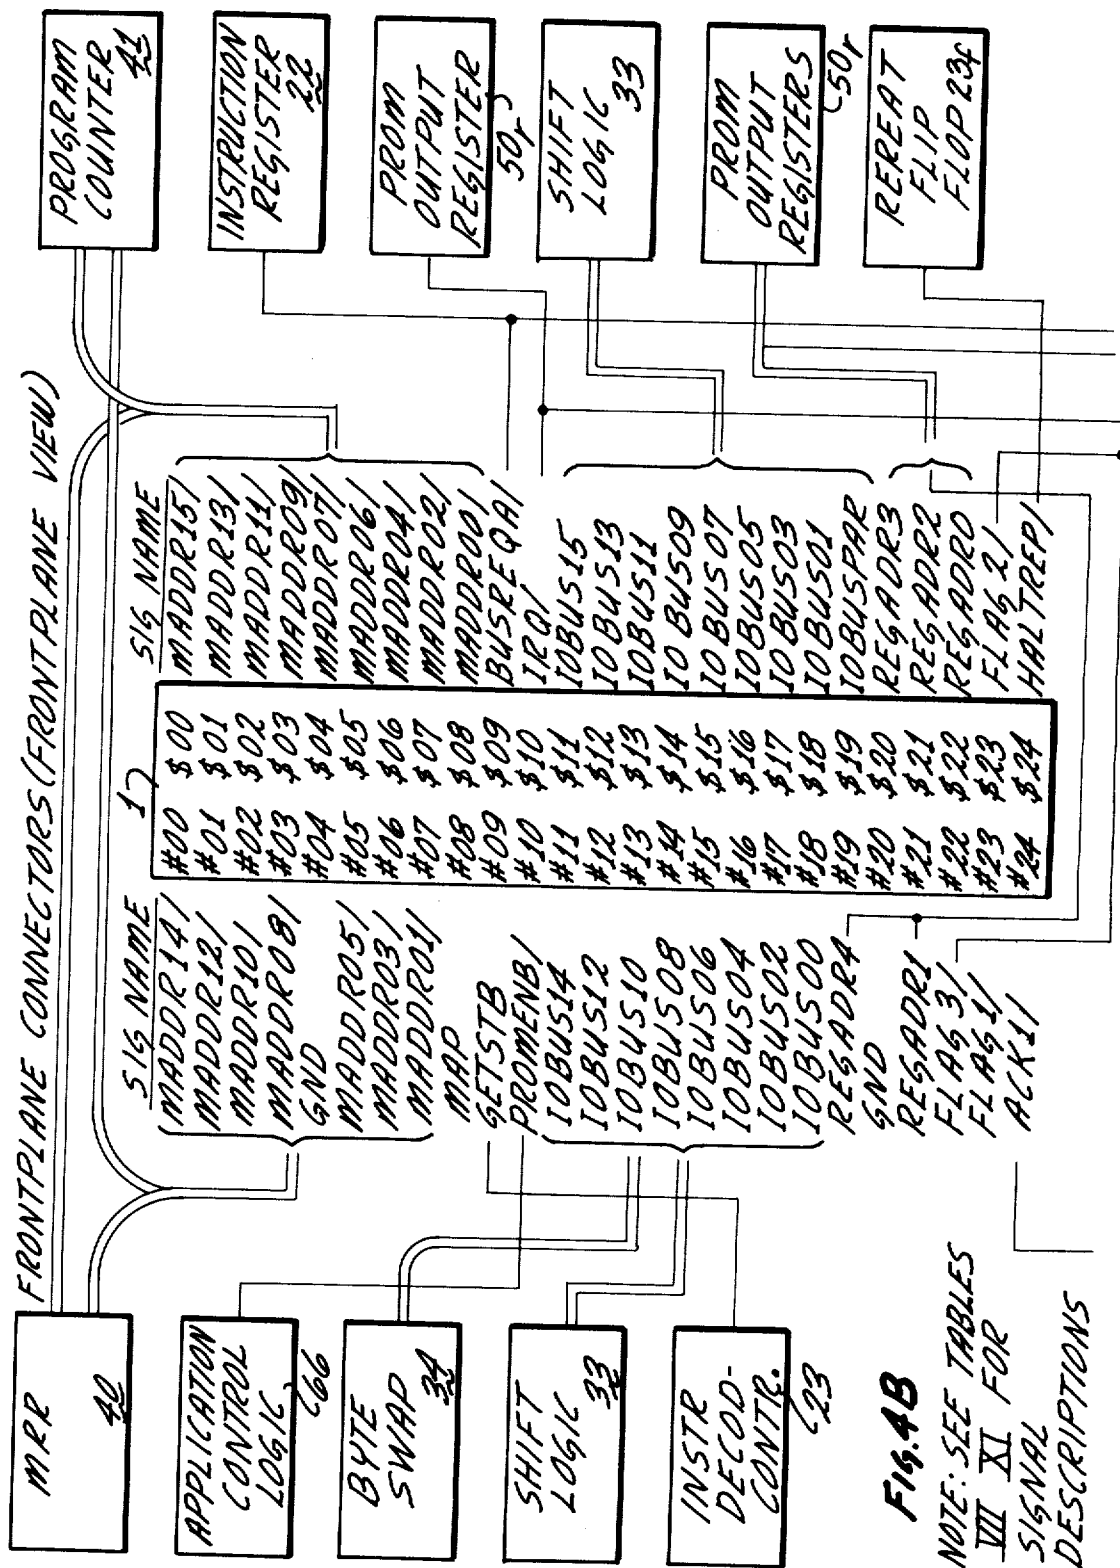 FRONTPLANE CONNECTORS (FRONTPLANE VIEW)
MRR
40
APPLICATION
CONTROL
LOGIC
66
BYTE
SWAP
34
SHIFT
LOGIC
33
INSTR
DECOD-
CONTR.
23
FIG.4B
NOTE: SEE TABLES
VII XI FOR
SIGNAL
DESCRIPTIONS
SIG NAME
MADDR14/
MADDR12/
MADDR10/
MADDR08/
GND
MADDR05/
MADDR03/
MADDR01/
MAP
GETSTB
PROMENB/
IOBUS14
IOBUS12
IOBUS10
IOBUS08
IOBUS06
IOBUS04
IOBUS02
IOBUS00
REGADR4
GND
REGADR1
FLAG3/
FLAG1/
ACK1/
1
#00 $00
#01 $01
#02 $02
#03 $03
#04 $04
#05 $05
#06 $06
#07 $07
#08 $08
#09 $09
#10 $10
#11 $11
#12 $12
#13 $13
#14 $14
#15 $15
#16 $16
#17 $17
#18 $18
#19 $19
#20 $20
#21 $21
#22 $22
#23 $23
#24 $24
SIG NAME
MADDR15/
MADDR13/
MADDR11/
MADDR09/
MADDR07/
MADDR06/
MADDR04/
MADDR02/
MADDR00/
BUSREQA/
IRQ/
IOBUS15
IOBUS13
IOBUS11
IO BUS09
IO BUS07
IOBUS05
IOBUS03
IOBUS01
IOBUSPAR
REGADR3
REGADR2
REGADR0
FLAG2/
HALTREP/
PROGRAM
COUNTER
41
INSTRUCTION
REGISTER
22
PROM
OUTPUT
REGISTER
50r
SHIFT
LOGIC
33
PROM
OUTPUT
REGISTERS
50r
REREAT
FLIP
FLOP 23f